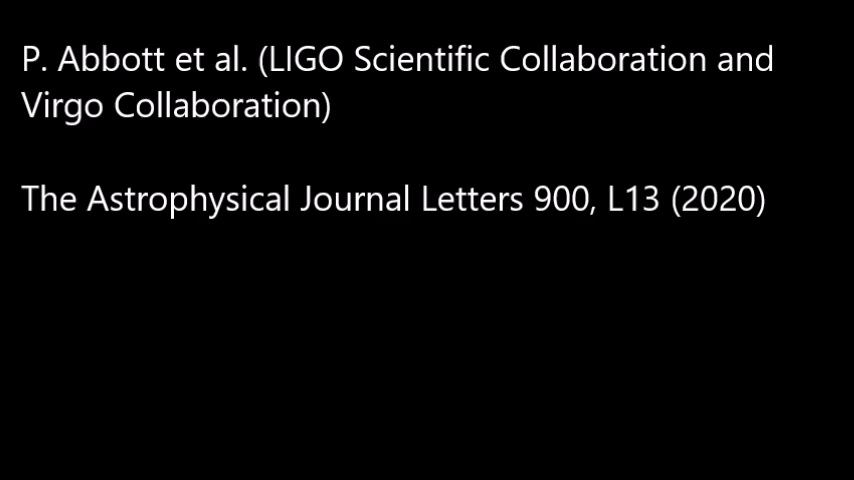 P. Abbott et al. (LIGO Scientific Collaboration and
Virgo Collaboration)
The Astrophysical Journal Letters 900, L13 (2020)